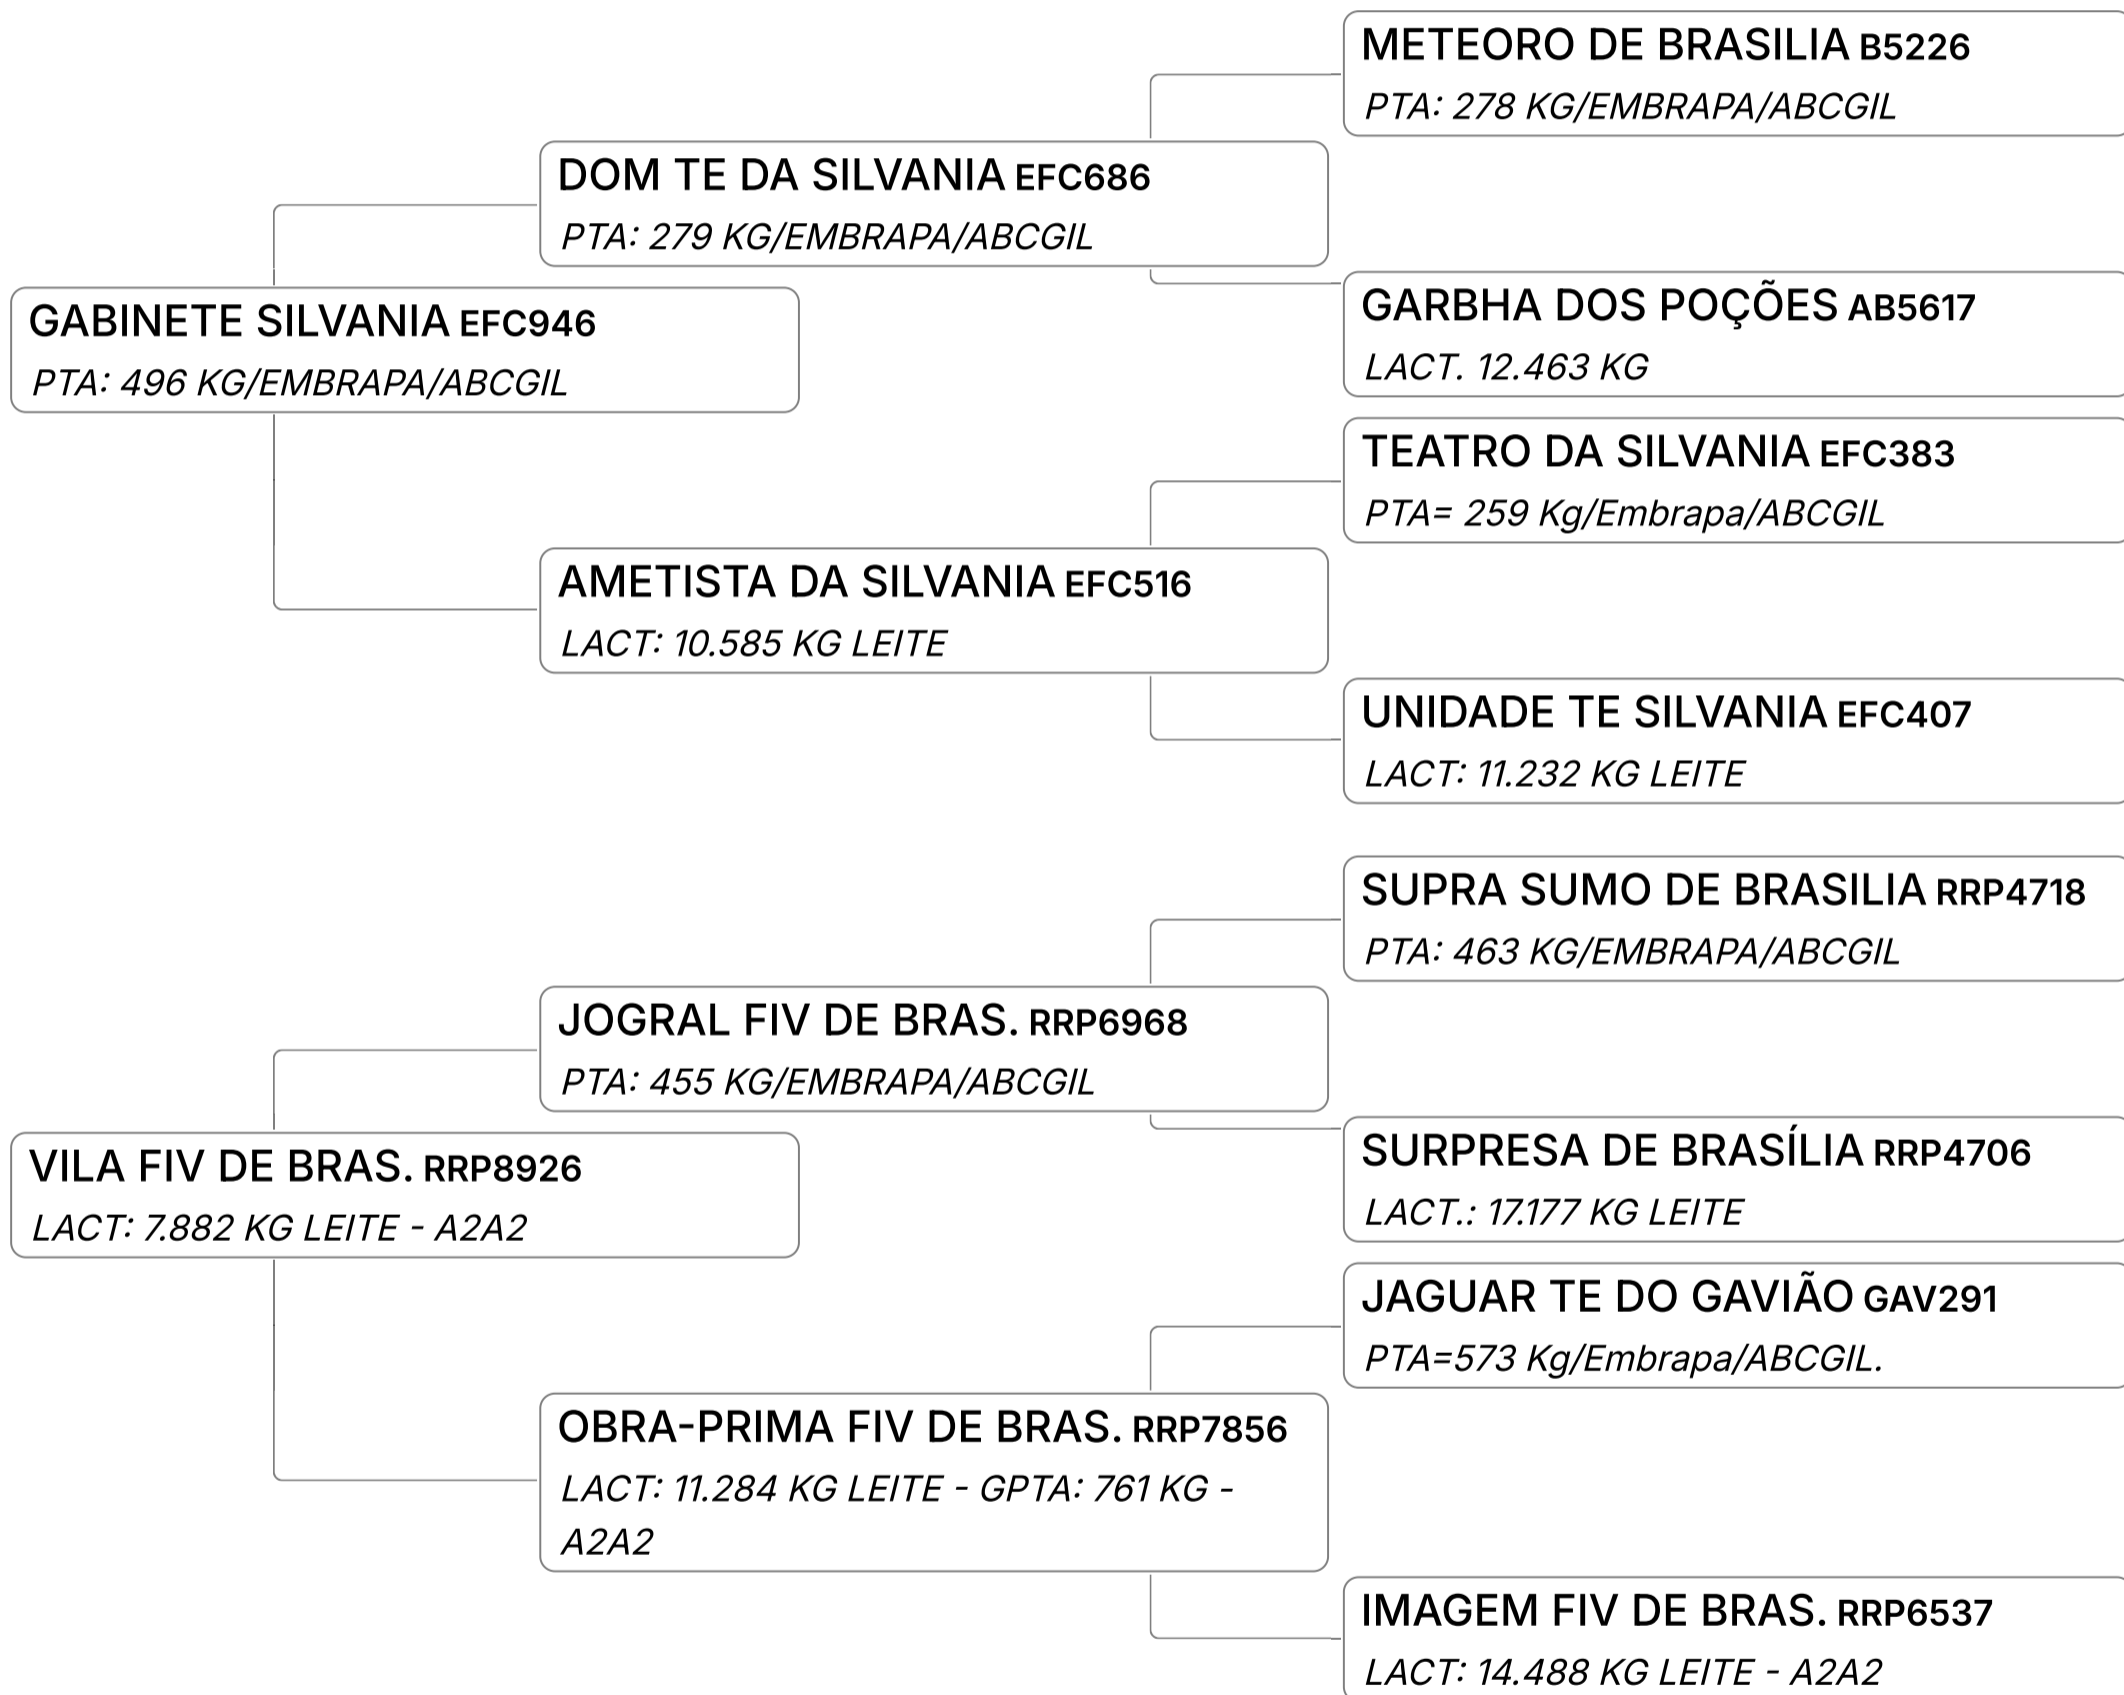 METEORO DE BRASILIA B5226
PTA: 278 KG/EMBRAPA/ABCGIL
DOM TE DA SILVANIA EFC686
PTA: 279 KG/EMBRAPA/ABCGIL
GARBHA DOS POÇÕES AB5617
LACT. 12.463 KG
GABINETE SILVANIA EFC946
PTA: 496 KG/EMBRAPA/ABCGIL
TEATRO DA SILVANIA EFC383
PTA= 259 Kg/Embrapa/ABCGIL
AMETISTA DA SILVANIA EFC516
LACT: 10.585 KG LEITE
UNIDADE TE SILVANIA EFC407
LACT: 11.232 KG LEITE
SUPRA SUMO DE BRASILIA RRP4718
PTA: 463 KG/EMBRAPA/ABCGIL
JOGRAL FIV DE BRAS. RRP6968
PTA: 455 KG/EMBRAPA/ABCGIL
SURPRESA DE BRASÍLIA RRP4706
LACT.: 17.177 KG LEITE
VILA FIV DE BRAS. RRP8926
LACT: 7.882 KG LEITE - A2A2
JAGUAR TE DO GAVIÃO GAV291
PTA=573 Kg/Embrapa/ABCGIL.
OBRA-PRIMA FIV DE BRAS. RRP7856
LACT: 11.284 KG LEITE - GPTA: 761 KG -
A2A2
IMAGEM FIV DE BRAS. RRP6537
LACT: 14.488 KG LEITE - A2A2